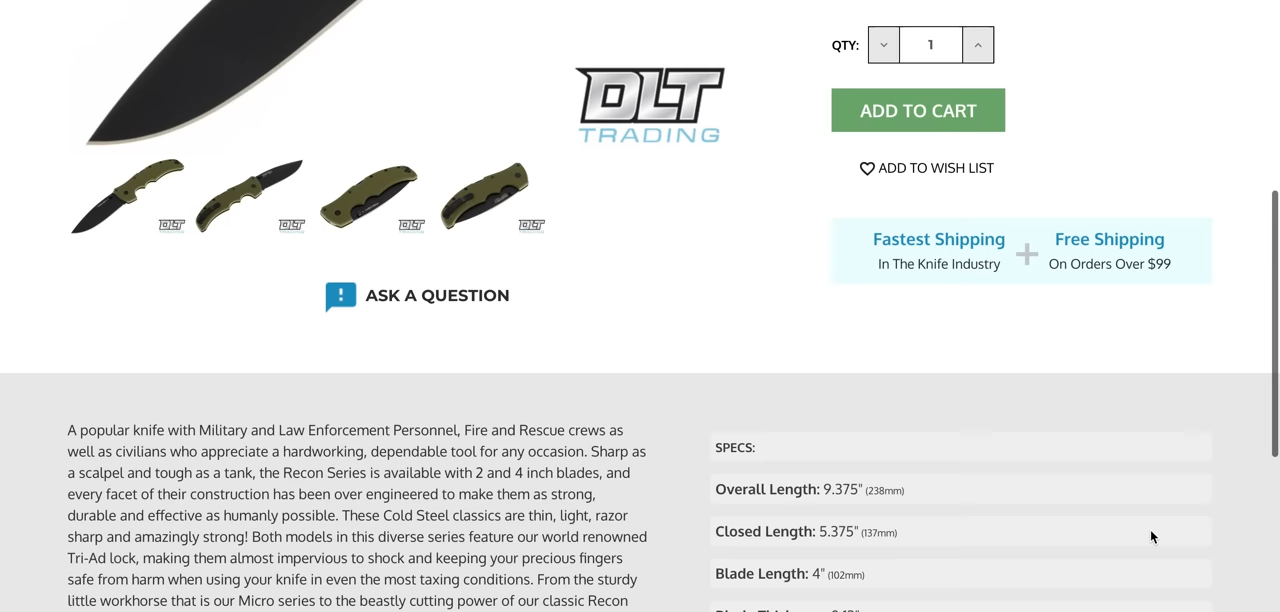 QTY:
1
ADD TO CART
DLT
TRADING
ADD TO WISH LIST
DLT
DLT
DLT
DLT
Fastest Shipping
In The Knife Industry
Free Shipping
On Orders Over $99
! ASK A QUESTION
A popular knife with Military and Law Enforcement Personnel, Fire and Rescue crews as
well as civilians who appreciate a hardworking, dependable tool for any occasion. Sharp as
a scalpel and tough as a tank, the Recon Series is available with 2 and 4 inch blades, and
every facet of their construction has been over engineered to make them as strong,
durable and effective as humanly possible. These Cold Steel classics are thin, light, razor
sharp and amazingly strong! Both models in this diverse series feature our world renowned
Tri-Ad lock, making them almost impervious to shock and keeping your precious fingers
safe from harm when using your knife in even the most taxing conditions. From the sturdy
little workhorse that is our Micro series to the beastly cutting power of our classic Recon
SPECS:
Overall Length: 9.375" (238mm)
Closed Length: 5.375" (137mm)
Blade Length: 4" (102mm)